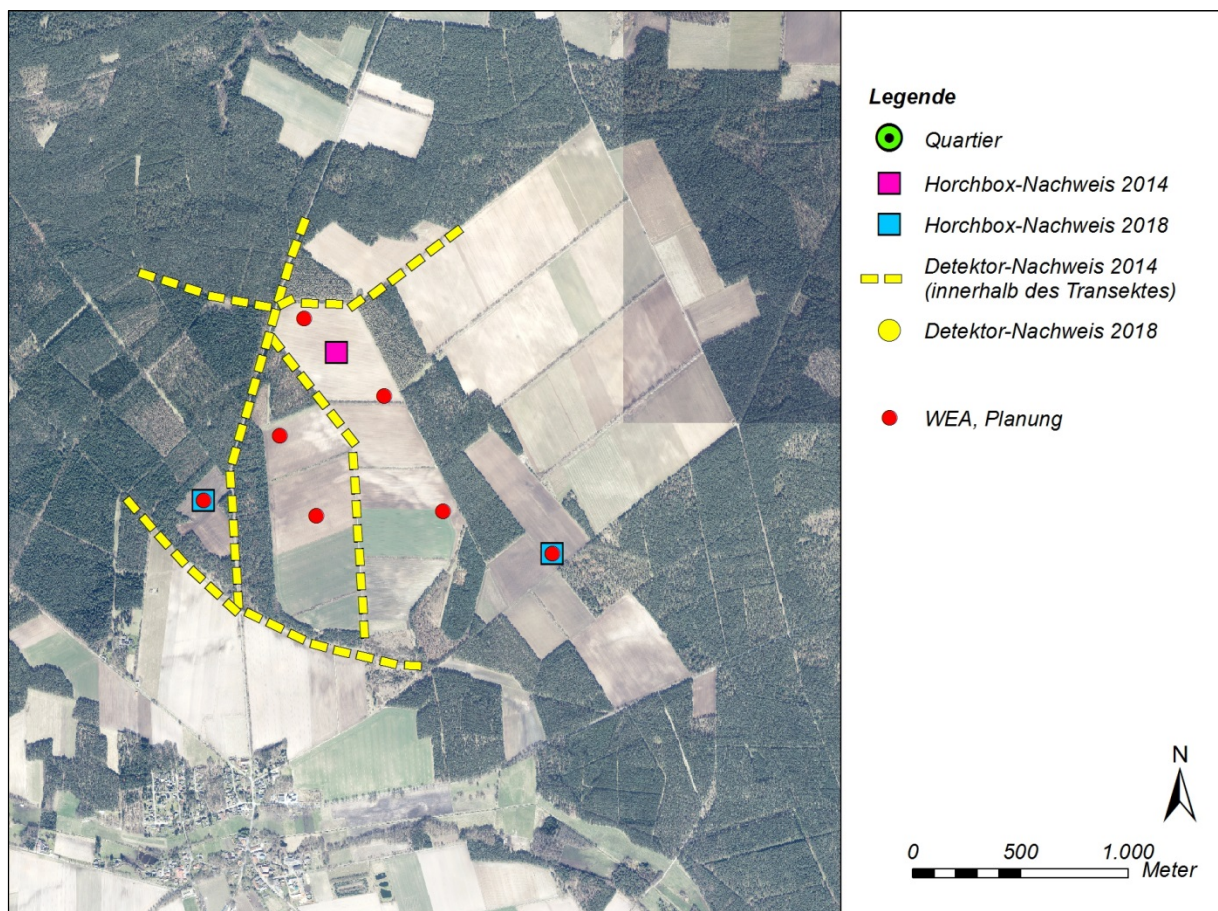 Legende
Quartier
Horchbox-Nachweis 2014
Horchbox-Nachweis 2018
Detektor-Nachweis 2014
(innerhalb des Transektes)
Detektor-Nachweis 2018
WEA, Planung
N
0 500 1.000
Meter